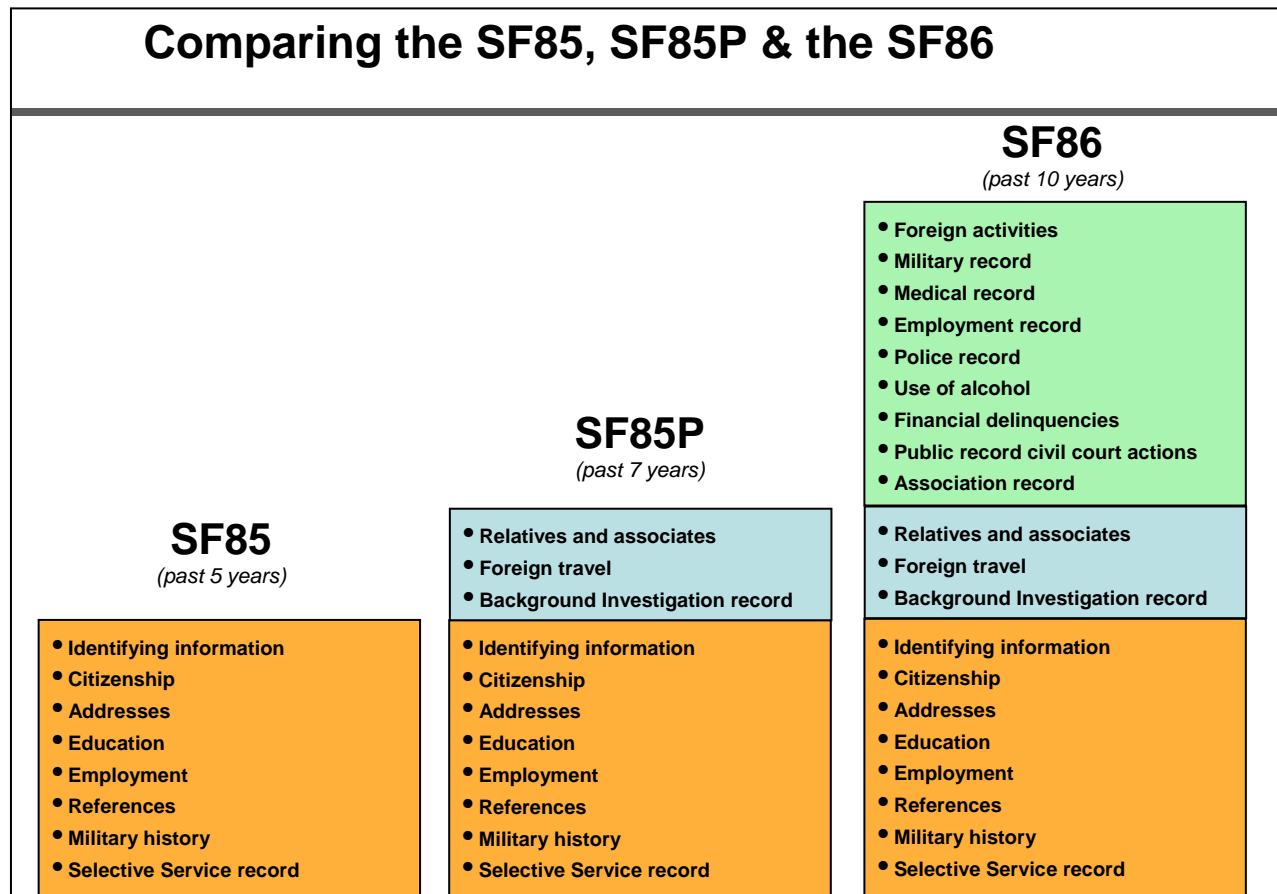 Comparing the SF85, SF85P & the SF86
SF85
(past 5 years)
• Identifying information
• Citizenship
• Addresses
• Education
• Employment
• References
• Military history
• Selective Service record
SF85P
(past 7 years)
• Relatives and associates
• Foreign travel
• Background Investigation record
• Identifying information
• Citizenship
• Addresses
• Education
• Employment
• References
• Military history
• Selective Service record
SF86
(past 10 years)
• Foreign activities
• Military record
• Medical record
• Employment record
• Police record
• Use of alcohol
• Financial delinquencies
• Public record civil court actions
• Association record
• Relatives and associates
• Foreign travel
• Background Investigation record
• Identifying information
• Citizenship
• Addresses
• Education
• Employment
• References
• Military history
• Selective Service record